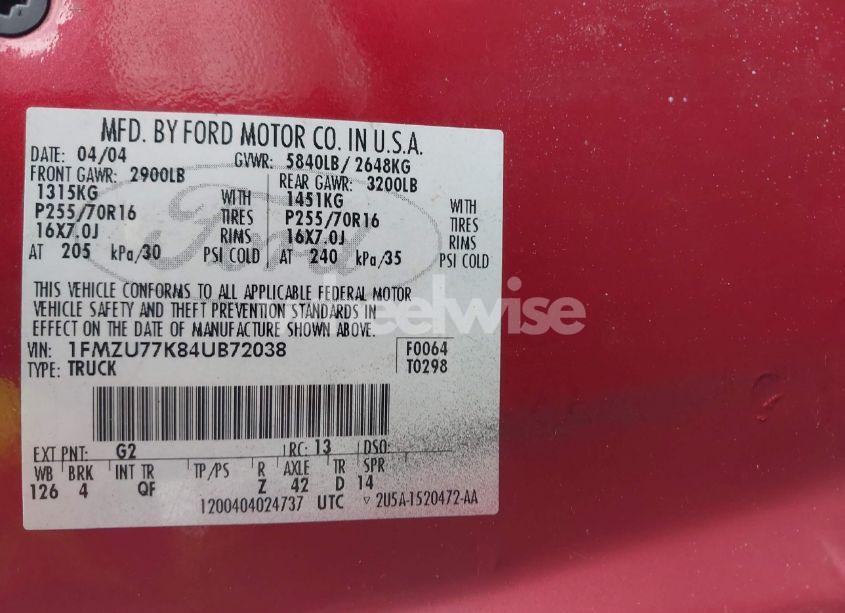 MFD. BY FORD MOTOR CO. IN U.S.A.
DATE: 04/04 GVWR: 5840LB/ 2648KG
FRONT GAWR: 2900LB REAR GAWR: 3200LB
1315KG WITH 1451KG WITH
P255/70R16 TIRES P255/70R16 TIRES
16X7.0J RIMS 16X7.0J RIMS
AT 205 kPa/30 PSI COLD AT 240 kPa/35 PSI COLD
Ford
THIS VEHICLE CONFORMS TO ALL APPLICABLE FEDERAL MOTOR
VEHICLE SAFETY AND THEFT PREVENTION STANDARDS IN
EFFECT ON THE DATE OF MANUFACTURE SHOWN ABOVE.
VIN: 1FMZU77K84UB72038 F0064
TYPE: TRUCK T0298
EXT PNT: G2 RC: 13 DSO:
WB BRK INT TR TP/PS R AXLE TR SPR
126 4 QF Z 42 D 14
1200404024737 UTC ▽ 2U5A-1520472-AA
eelwise